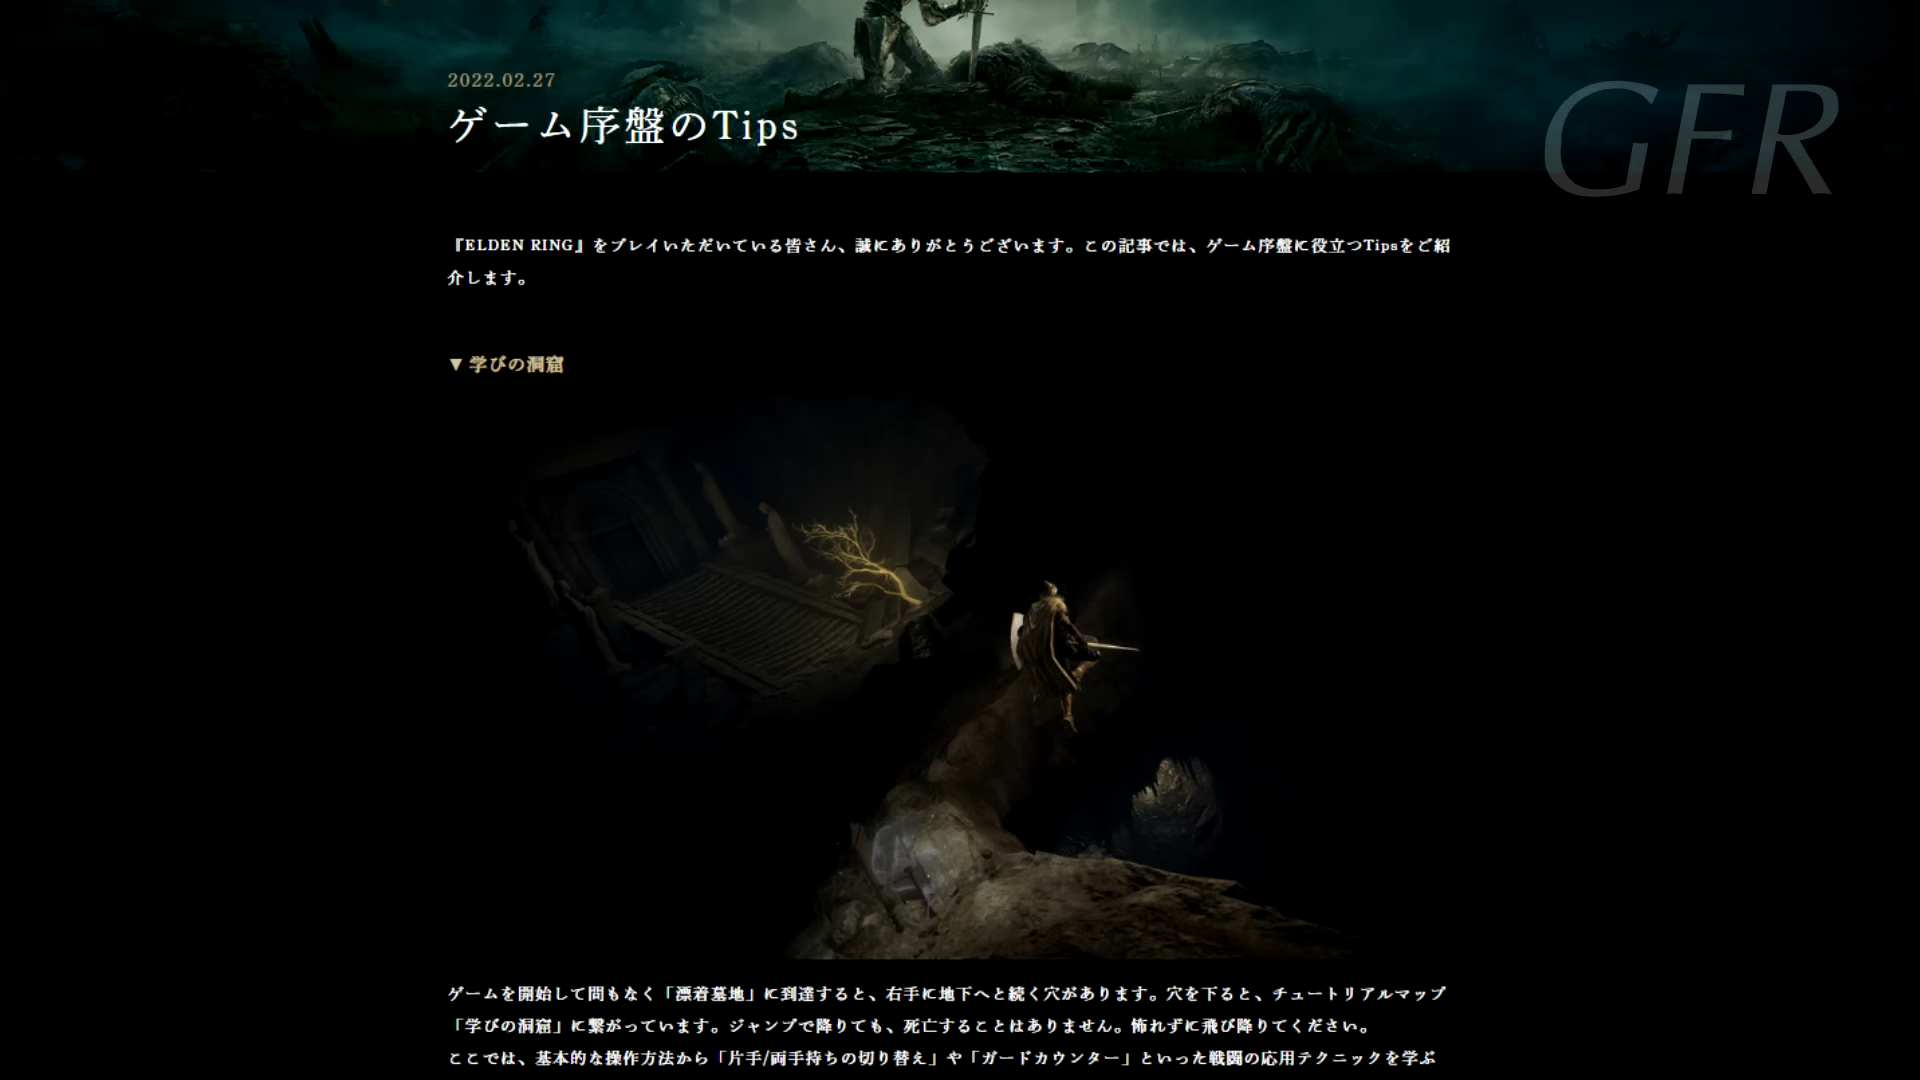 2022.02.27
ゲーム序盤のTips
GFR
『ELDEN RING』をプレイいただいている皆さん、誠にありがとうございます。この記事では、ゲーム序盤に役立つTipsをご紹
介します。
▼ 学びの洞窟
ゲームを開始して間もなく「漂着墓地」に到達すると、右手に地下へと続く穴があります。穴を下ると、チュートリアルマップ
「学びの洞窟」に繋がっています。ジャンプで降りても、死亡することはありません。怖れずに飛び降りてください。
ここでは、基本的な操作方法から「片手/両手持ちの切り替え」や「ガードカウンター」といった戦闘の応用テクニックを学ぶ